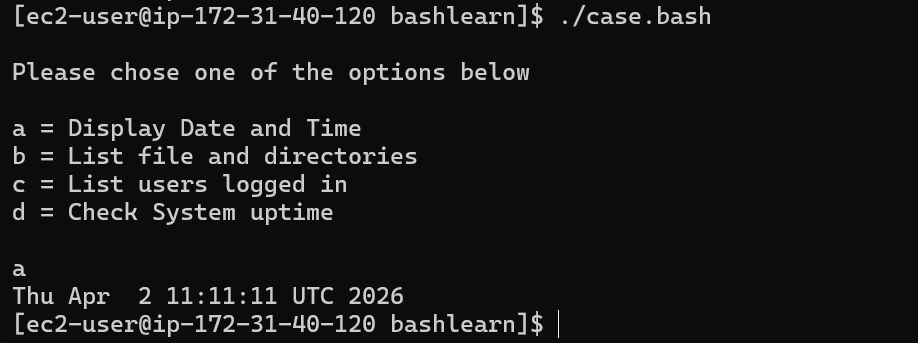 [ec2-user@ip-172-31-40-120 bashlearn]$ ./case.bash
Please chose one of the options below
a = Display Date and Time
b = List file and directories
c = List users logged in
d = Check System uptime
a
Thu Apr  2 11:11:11 UTC 2026
[ec2-user@ip-172-31-40-120 bashlearn]$